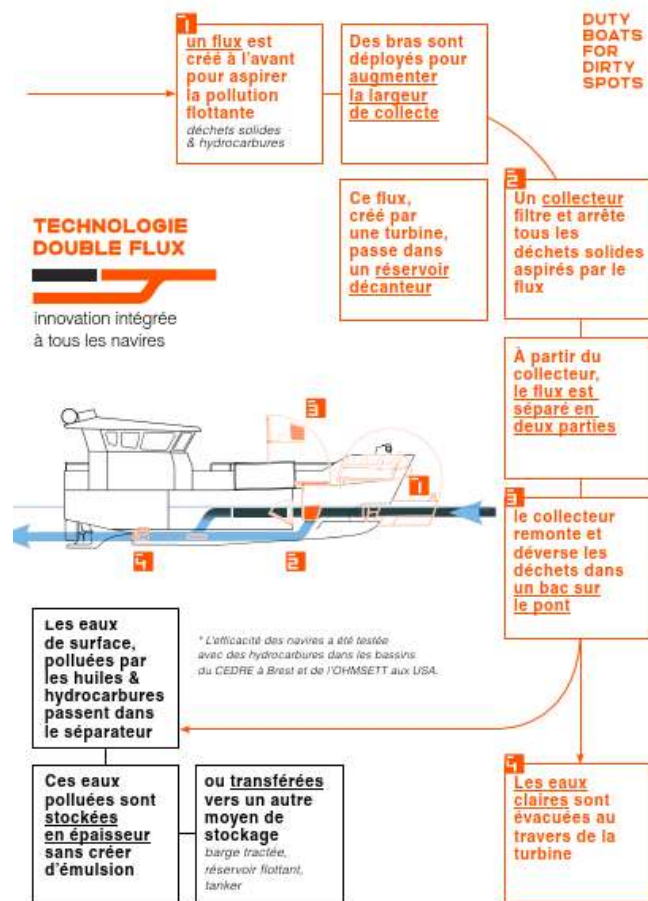 1
un flux est
créé à l'avant
pour aspirer
la pollution
flottante
déchets solides
& hydrocarbures
Des bras sont
déployés pour
augmenter
la largeur
de collecte
DUTY
BOATS
FOR
DIRTY
SPOTS
Ce flux,
créé par
une turbine,
passe dans
un réservoir
décanteur
2
Un collecteur
filtre et arrête
tous les
déchets solides
aspirés par le
flux
TECHNOLOGIE
DOUBLE FLUX
innovation intégrée
à tous les navires
À partir du
collecteur,
le flux est
séparé en
deux parties
3
1
4
2
3
le collecteur
remonte et
déverse les
déchets dans
un bac sur
le pont
Les eaux
de surface,
polluées par
les huiles &
hydrocarbures
passent dans
le séparateur
* L'efficacité des navires a été testée
avec des hydrocarbures dans les bassins
du CEDRE à Brest et de l'OHMSETT aux USA.
Ces eaux
polluées sont
stockées
en épaisseur
sans créer
d'émulsion
ou transférées
vers un autre
moyen de
stockage
barge tractée,
réservoir flottant,
tanker
4
Les eaux
claires sont
évacuées au
travers de la
turbine